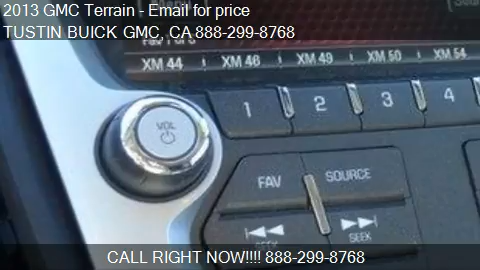 2013 GMC Terrain - Email for price
TUSTIN BUICK GMC, CA 888-299-8768
XM 44 XM 46 XM 49 XM 50 XM 54
1 2 3 4
VOL
FAV SOURCE
SEEK SEEK
CALL RIGHT NOW!!!! 888-299-8768